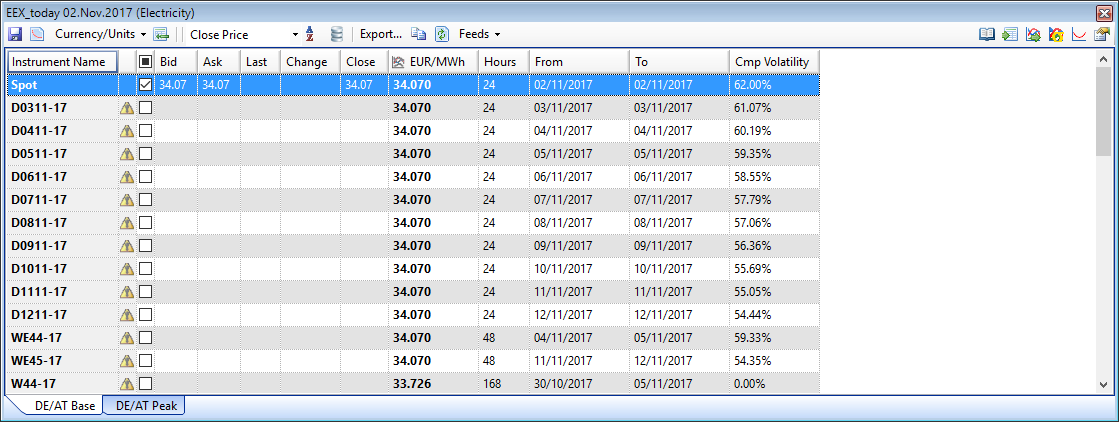 EEX_today 02.Nov.2017 (Electricity)
Currency/Units Close Price A Z Export... Feeds
Instrument Name Bid Ask Last Change Close EUR/MWh Hours From To Cmp Volatility
Spot 34.07 34.07 34.07 34.070 24 02/11/2017 02/11/2017 62.00%
D0311-17 34.070 24 03/11/2017 03/11/2017 61.07%
D0411-17 34.070 24 04/11/2017 04/11/2017 60.19%
D0511-17 34.070 24 05/11/2017 05/11/2017 59.35%
D0611-17 34.070 24 06/11/2017 06/11/2017 58.55%
D0711-17 34.070 24 07/11/2017 07/11/2017 57.79%
D0811-17 34.070 24 08/11/2017 08/11/2017 57.06%
D0911-17 34.070 24 09/11/2017 09/11/2017 56.36%
D1011-17 34.070 24 10/11/2017 10/11/2017 55.69%
D1111-17 34.070 24 11/11/2017 11/11/2017 55.05%
D1211-17 34.070 24 12/11/2017 12/11/2017 54.44%
WE44-17 34.070 48 04/11/2017 05/11/2017 59.33%
WE45-17 34.070 48 11/11/2017 12/11/2017 54.35%
W44-17 33.726 168 30/10/2017 05/11/2017 0.00%
DE/AT Base DE/AT Peak